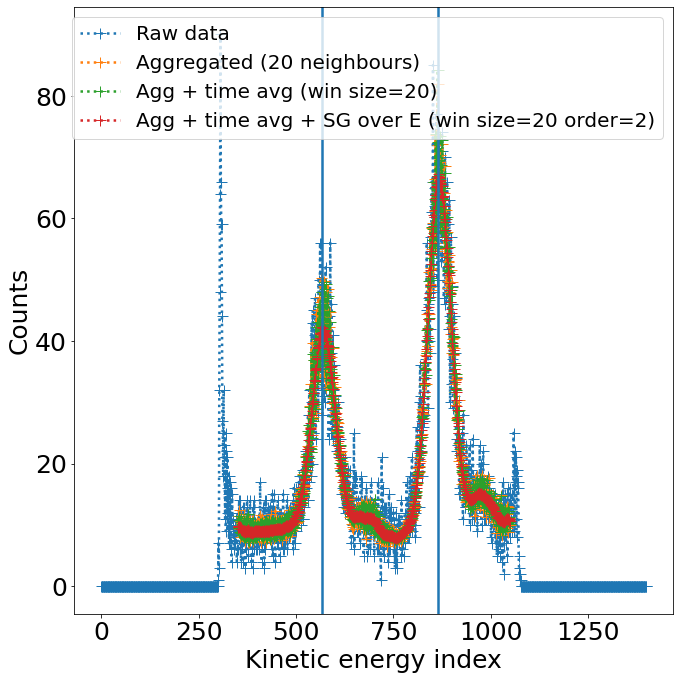 Raw data
Aggregated (20 neighbours)
Agg + time avg (win size=20)
Agg + time avg + SG over E (win size=20 order=2)
80
60
40
20
0
Counts
0 250 500 750 1000 1250
Kinetic energy index